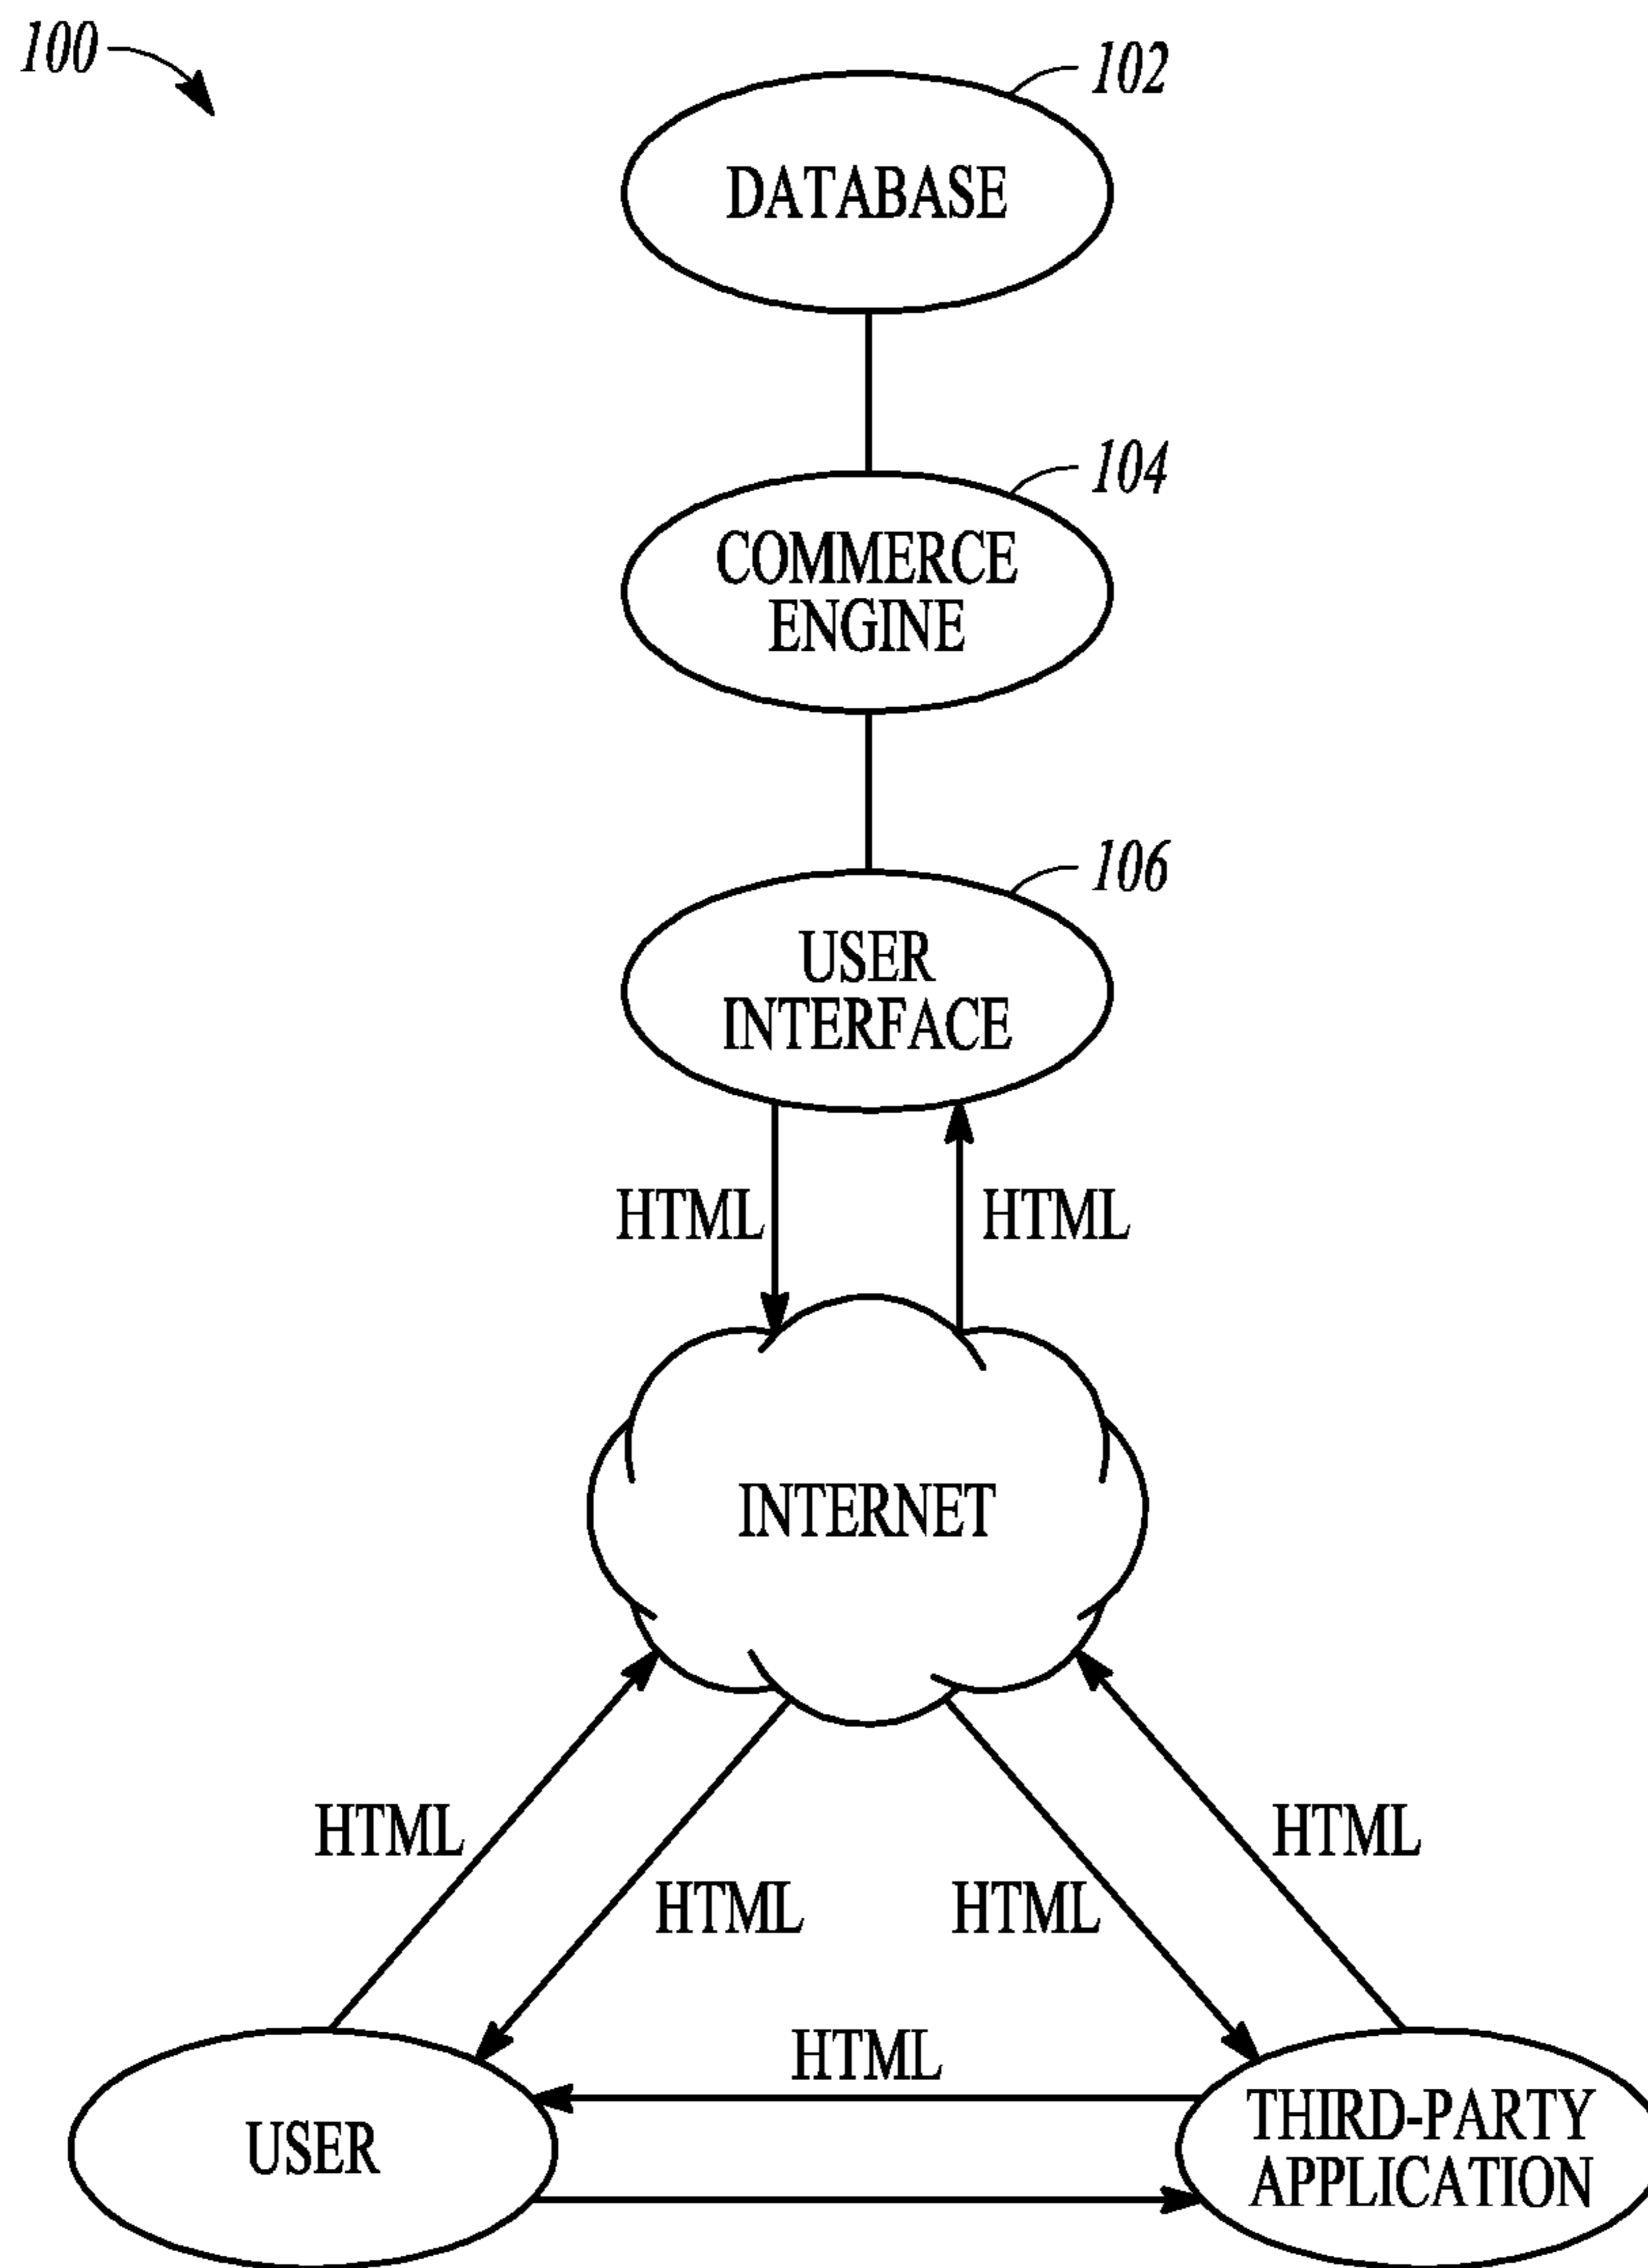 100
102
DATABASE
104
COMMERCE
ENGINE
106
USER
INTERFACE
HTML
HTML
INTERNET
HTML
HTML
HTML
HTML
HTML
USER
THIRD-PARTY
APPLICATION